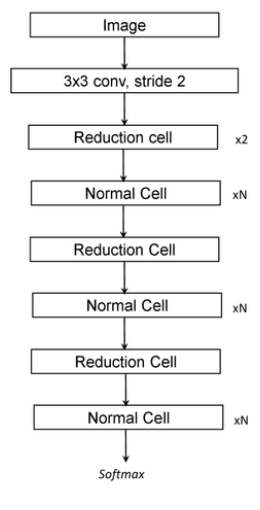 Image
3x3 conv, stride 2
Reduction cell x2
Normal Cell xN
Reduction Cell
Normal Cell xN
Reduction Cell
Normal Cell xN
Softmax